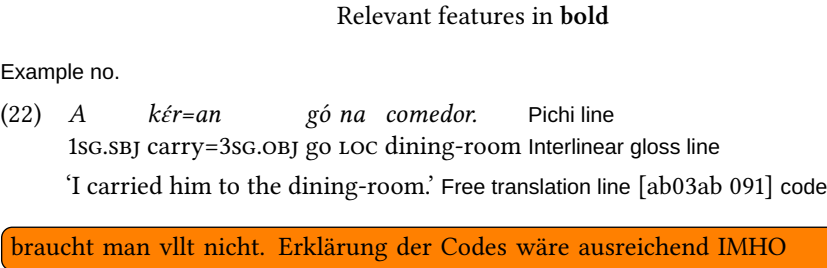 Relevant features in bold
Example no.
(22) A kɛ́r=an gó na comedor. Pichi line
1SG.SBJ carry=3SG.OBJ go LOC dining-room Interlinear gloss line
‘I carried him to the dining-room.’ Free translation line [ab03ab 091] code
braucht man vllt nicht. Erklärung der Codes wäre ausreichend IMHO